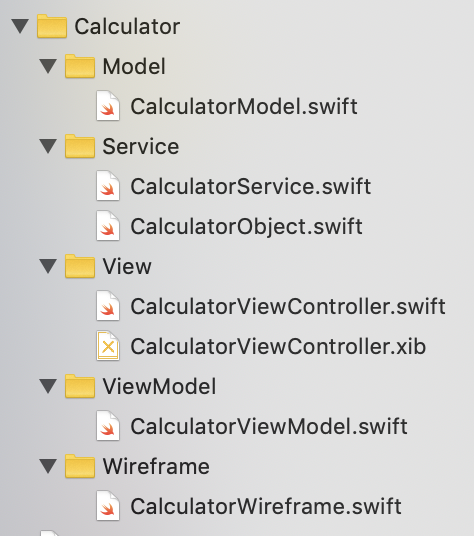 Calculator
Model
CalculatorModel.swift
Service
CalculatorService.swift
CalculatorObject.swift
View
CalculatorViewController.swift
CalculatorViewController.xib
ViewModel
CalculatorViewModel.swift
Wireframe
CalculatorWireframe.swift